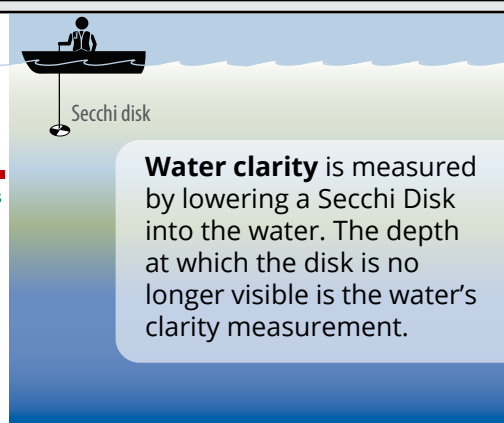 Secchi disk
Water clarity is measured
by lowering a Secchi Disk
into the water. The depth
at which the disk is no
longer visible is the water’s
clarity measurement.